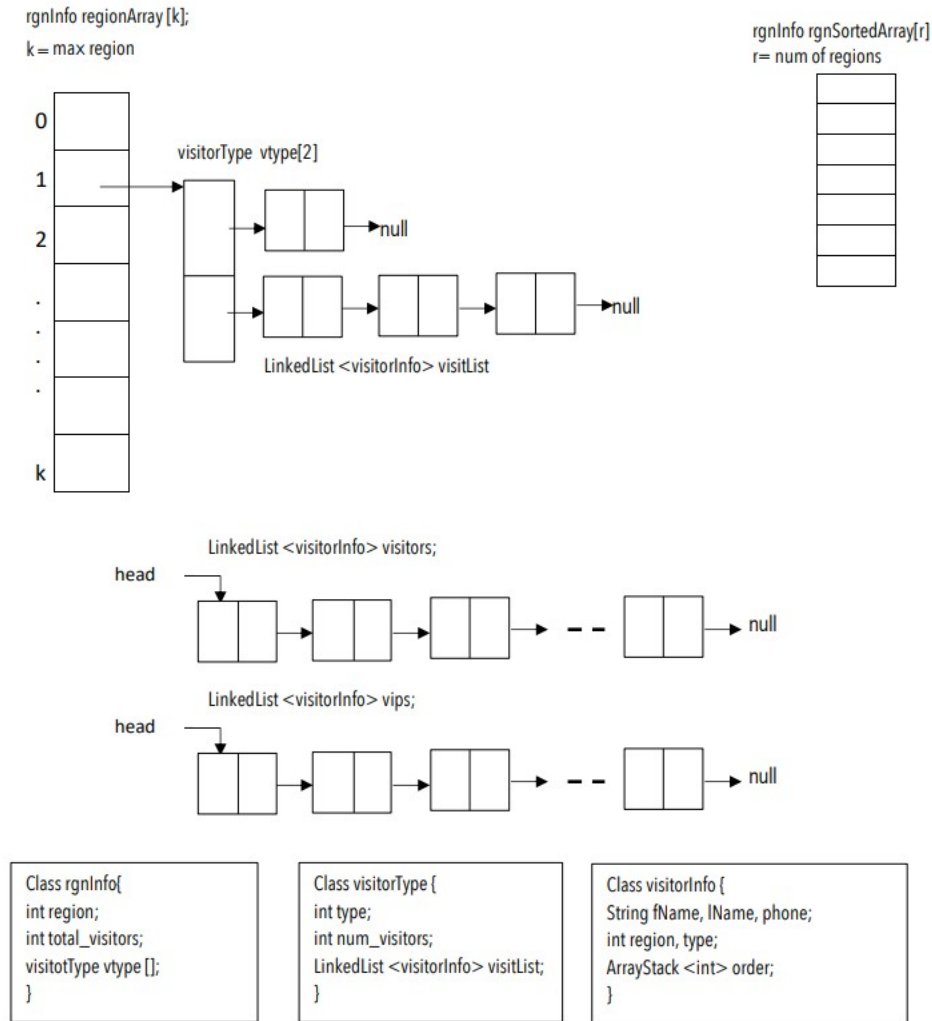 rgnInfo regionArray [k];
k = max region
rgnInfo rgnSortedArray[r]
r= num of regions
0
1
2
.
.
.
.
k
visitorType vtype[2]
null
null
LinkedList <visitorInfo> visitList
LinkedList <visitorInfo> visitors;
head
null
LinkedList <visitorInfo> vips;
head
null
Class rgnInfo{
int region;
int total_visitors;
visitotType vtype [];
}
Class visitorType {
int type;
int num_visitors;
LinkedList <visitorInfo> visitList;
}
Class visitorInfo {
String fName, lName, phone;
int region, type;
ArrayStack <int> order;
}